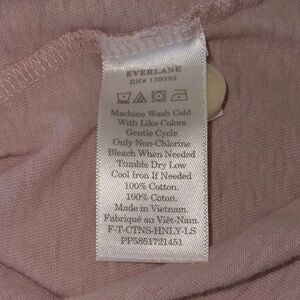 EVERLANE
RN# 139393
Machine Wash Cold
With Like Colors
Gentle Cycle
Only Non-Chlorine
Bleach When Needed
Tumble Dry Low
Cool Iron If Needed
100% Cotton.
100% Coton.
Made in Vietnam.
Fabriqué au Viêt-Nam
F-T-CTNS-HNLY-LS
PP5851721451